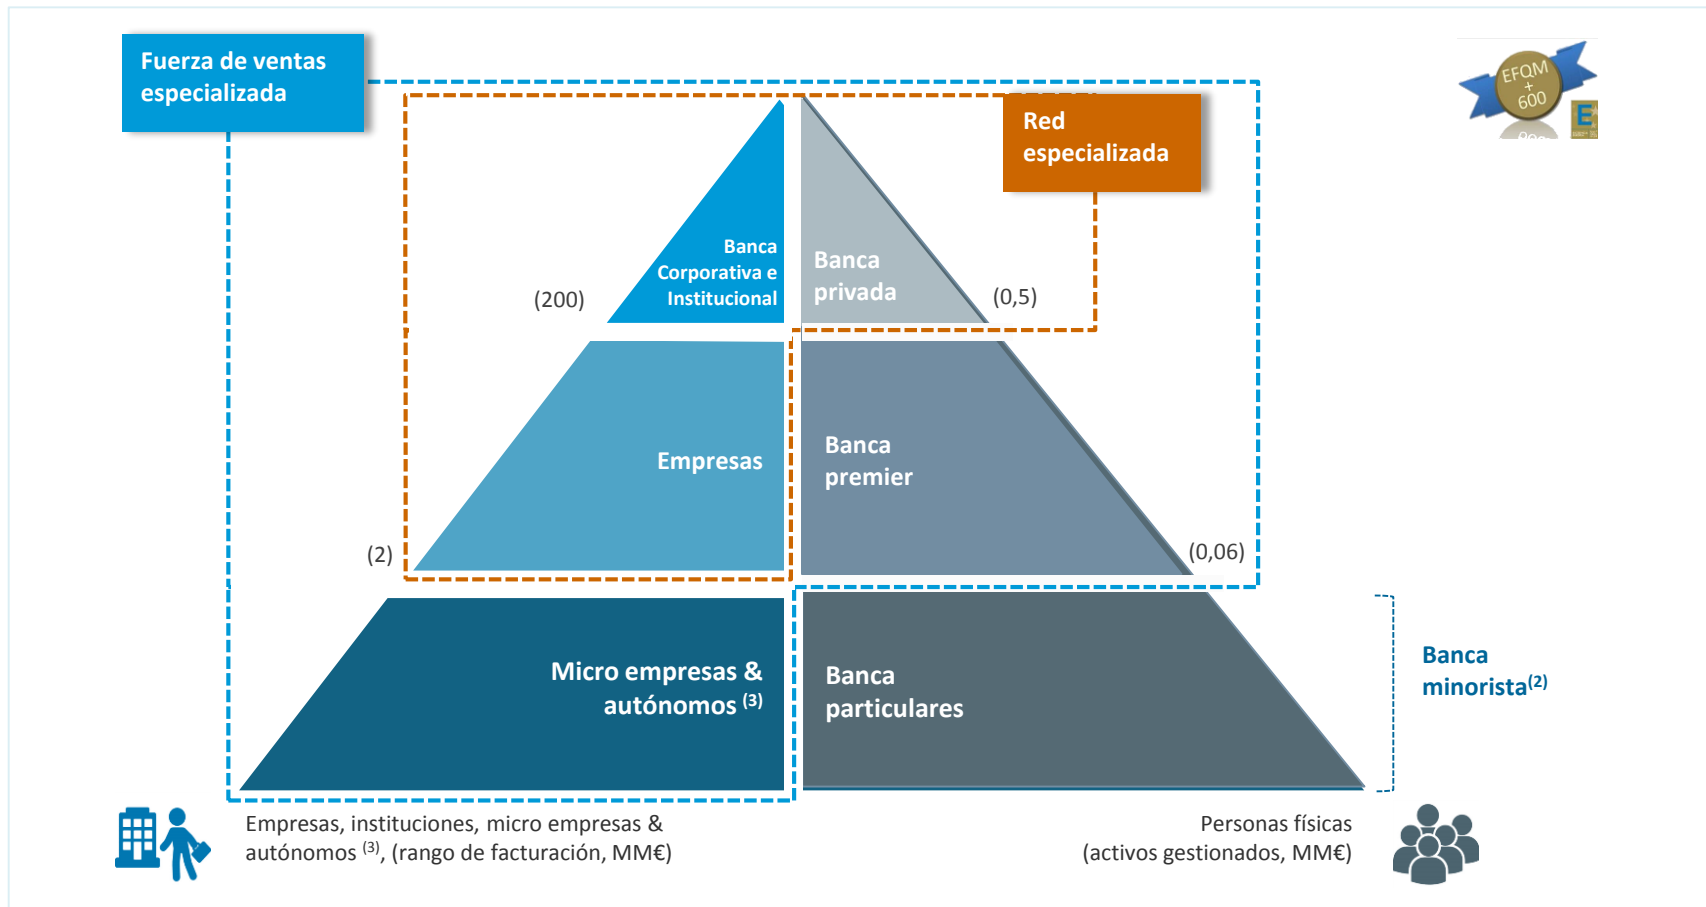 Fuerza de ventas
especializada
EFQM
+
600
E
Red
especializada
Banca
Corporativa e
Institucional
Banca
privada
(200)
(0,5)
Empresas
Banca
premier
(2)
(0,06)
Micro empresas &
autónomos (3)
Banca
particulares
Banca
minorista(2)
Empresas, instituciones, micro empresas &
autónomos (3), (rango de facturación, MM€)
Personas físicas
(activos gestionados, MM€)